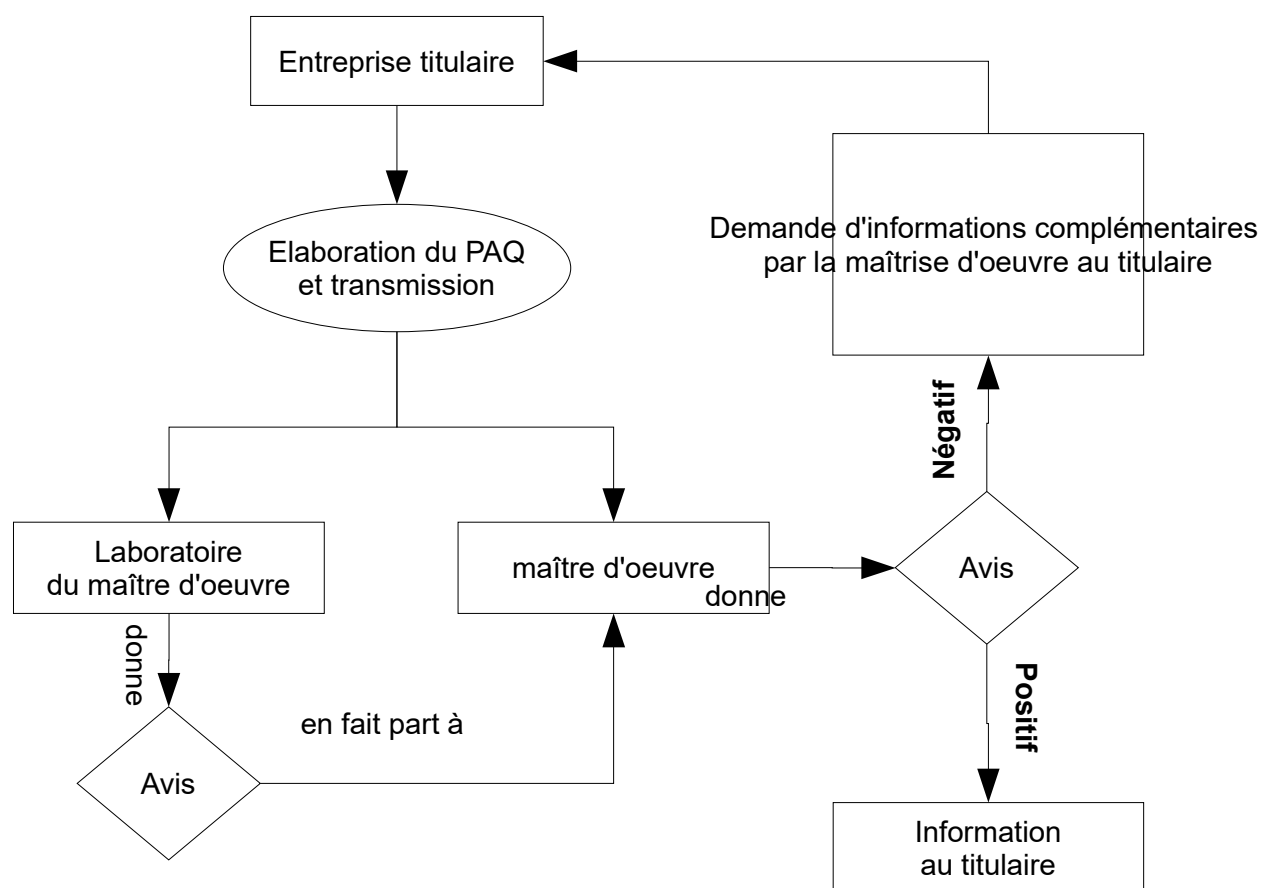 Entreprise titulaire
Elaboration du PAQ
et transmission
Demande d'informations complémentaires
par la maîtrise d'oeuvre au titulaire
Négatif
Laboratoire
du maître d'oeuvre
maître d'oeuvre
donne
Avis
donne
en fait part à
Avis
Positif
Information
au titulaire